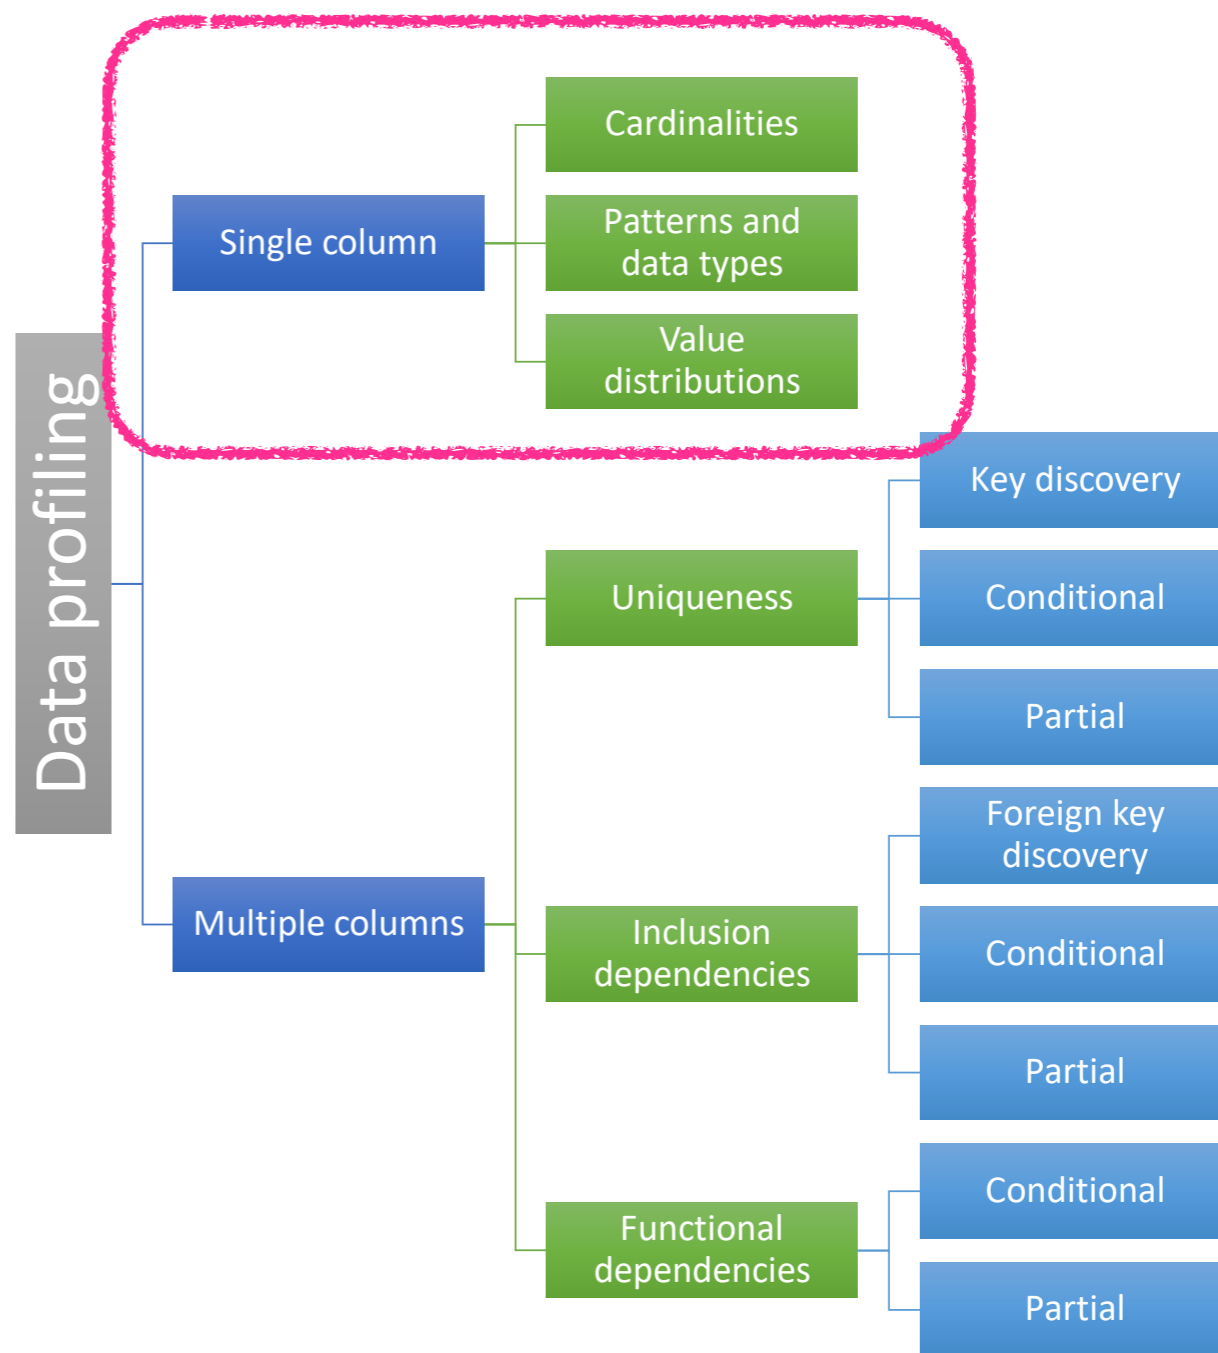 Data profiling
Single column
Cardinalities
Patterns and
data types
Value
distributions
Multiple columns
Uniqueness
Key discovery
Conditional
Partial
Inclusion
dependencies
Foreign key
discovery
Conditional
Partial
Functional
dependencies
Conditional
Partial